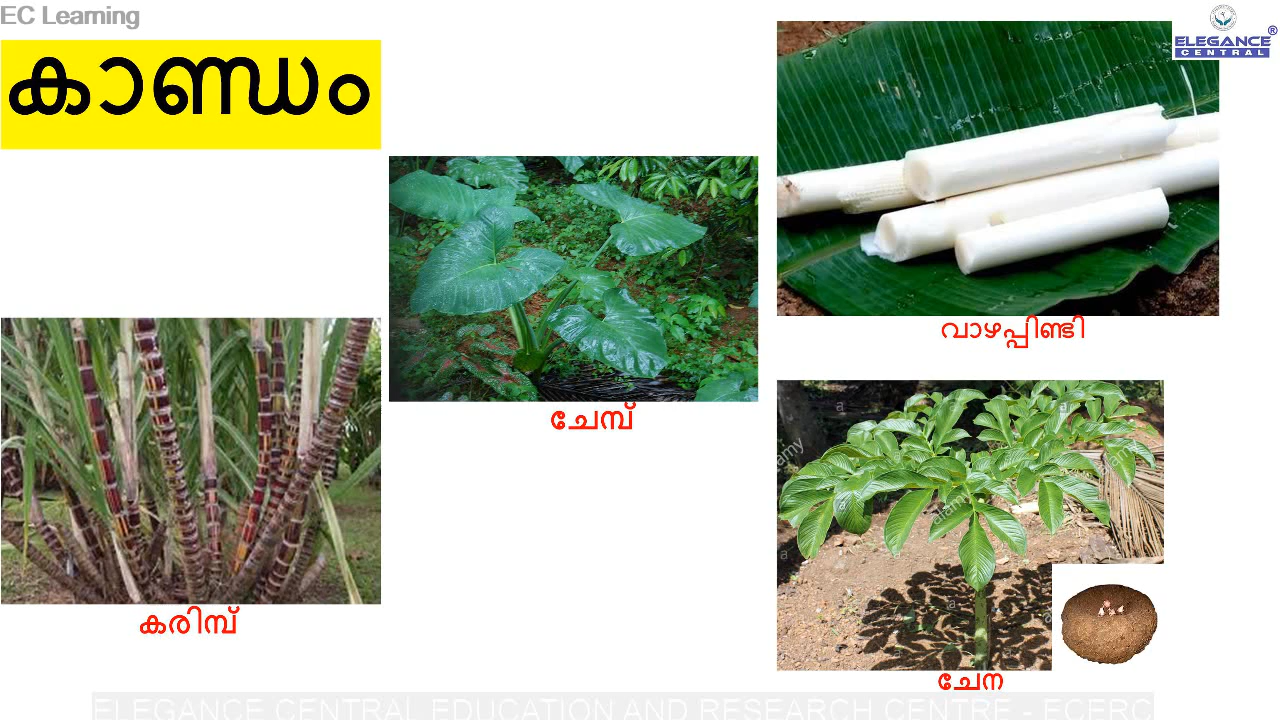 EC Learning
ELEGANCE
CENTRAL
കാണ്ഡം
വാഴപ്പിണ്ടി
ചേമ്പ്
കരിമ്പ്
ചേന
ELEGANCE CENTRAL EDUCATION AND RESEARCH CENTRE - ECERC